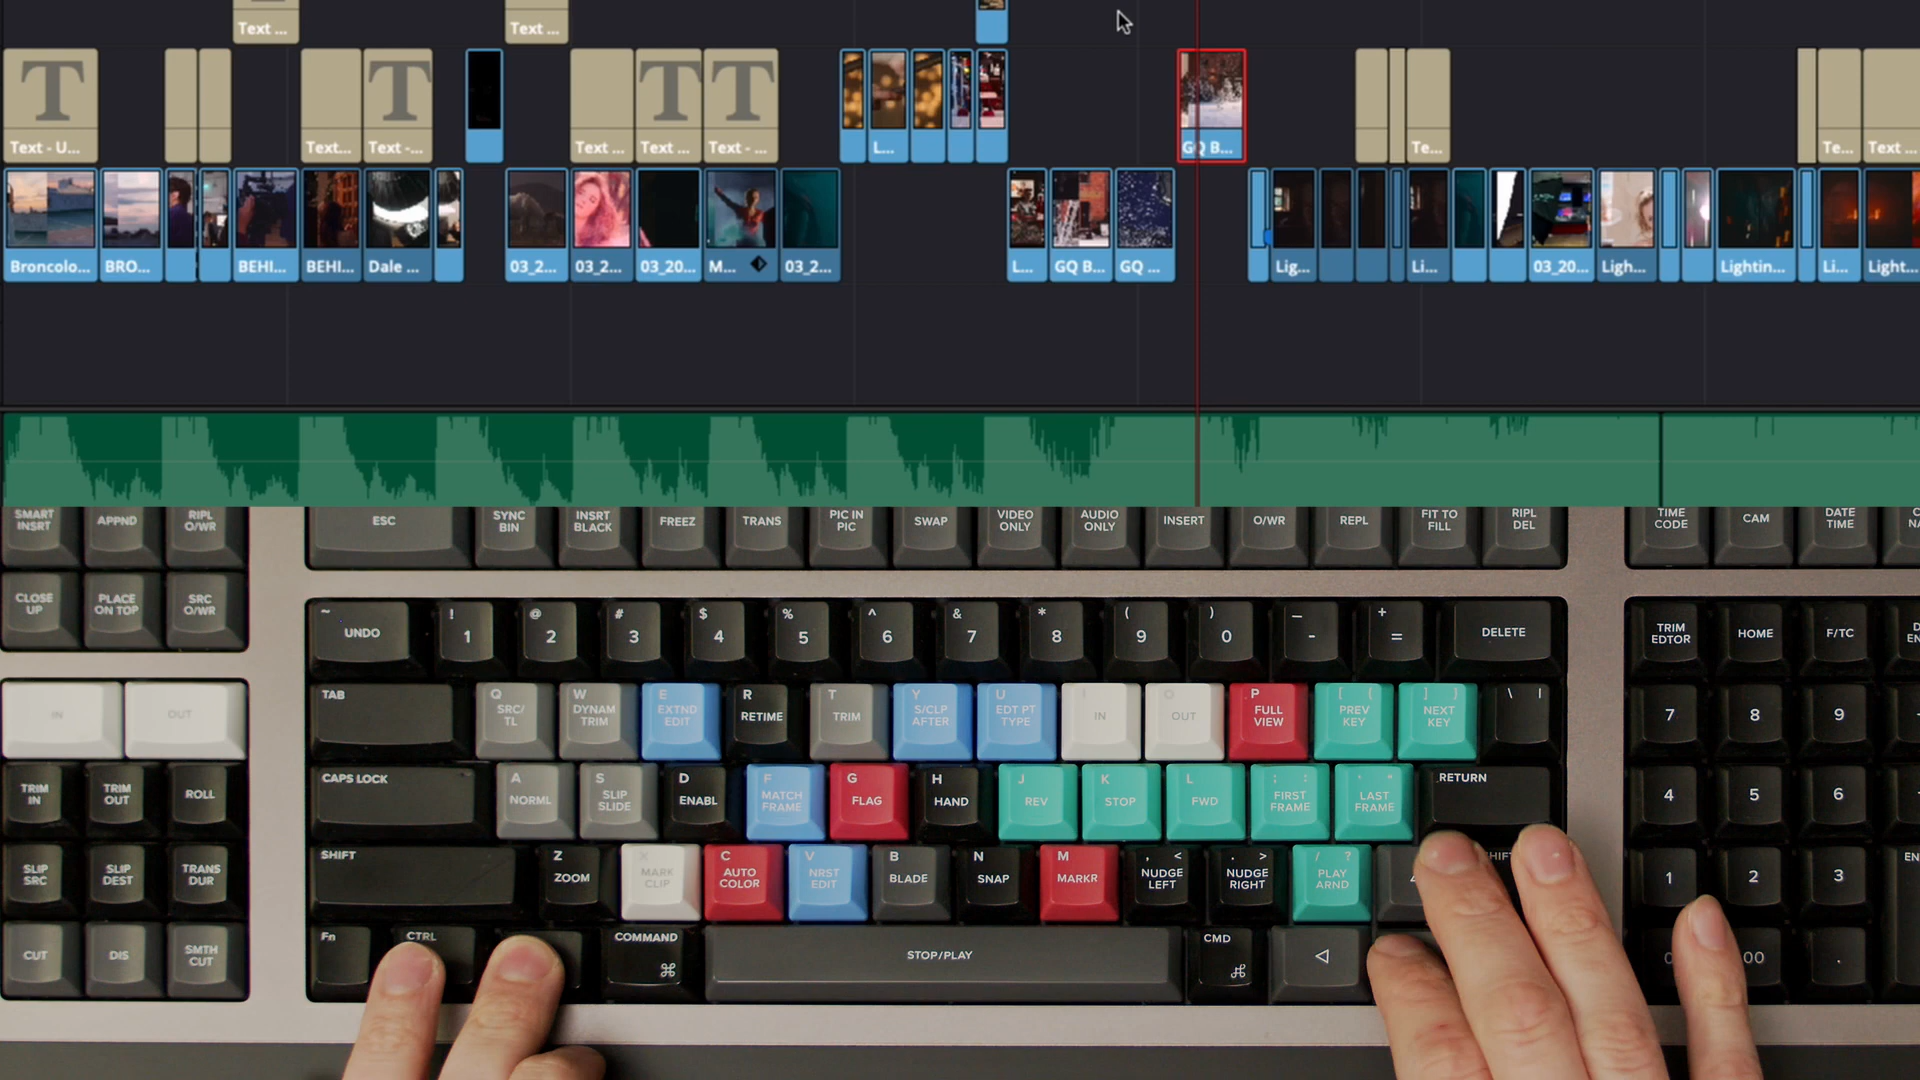 Text ...
Text ...
Text - U...
Text...
Text -...
Text ...
Text ...
Text - ...
L...
GQ B...
Te...
Te...
Text ...
Broncolo...
BRO...
BEHI...
BEHI...
Dale ...
03_2...
03_2...
03_20...
M...
03_2...
L...
GQ B...
GQ ...
Lig...
Li...
03_20...
Ligh...
Lightin...
Li...
Light...
SMART INSRT
APPND
RIPL O/WR
ESC
SYNC BIN
INSRT BLACK
FREEZ
TRANS
PIC IN PIC
SWAP
VIDEO ONLY
AUDIO ONLY
INSERT
O/WR
REPL
FIT TO FILL
RIPL DEL
TIME CODE
CAM
DATE TIME
CLOSE UP
PLACE ON TOP
SRC O/WR
~ UNDO
! 1
@ 2
# 3
$ 4
% 5
^ 6
& 7
* 8
( 9
) 0
_ -
+ =
DELETE
TRIM EDTOR
HOME
F/TC
IN
OUT
TAB
Q SRC/ TL
W DYNAM TRIM
E EXTND EDIT
R RETIME
T TRIM
Y S/CLP AFTER
U EDT PT TYPE
I IN
O OUT
P FULL VIEW
[ { PREV KEY
] } NEXT KEY
\ |
7
8
9
TRIM IN
TRIM OUT
ROLL
CAPS LOCK
A NORML
S SLIP SLIDE
D ENABL
F MATCH FRAME
G FLAG
H HAND
J REV
K STOP
L FWD
; : FIRST FRAME
' " LAST FRAME
RETURN
4
5
6
SLIP SRC
SLIP DEST
TRANS DUR
SHIFT
Z ZOOM
X MARK CLIP
C AUTO COLOR
V NRST EDIT
B BLADE
N SNAP
M MARKR
, < NUDGE LEFT
. > NUDGE RIGHT
/ ? PLAY ARND
1
2
3
CUT
DIS
SMTH CUT
Fn
CTRL
COMMAND ⌘
STOP/PLAY
CMD ⌘
0
00
.